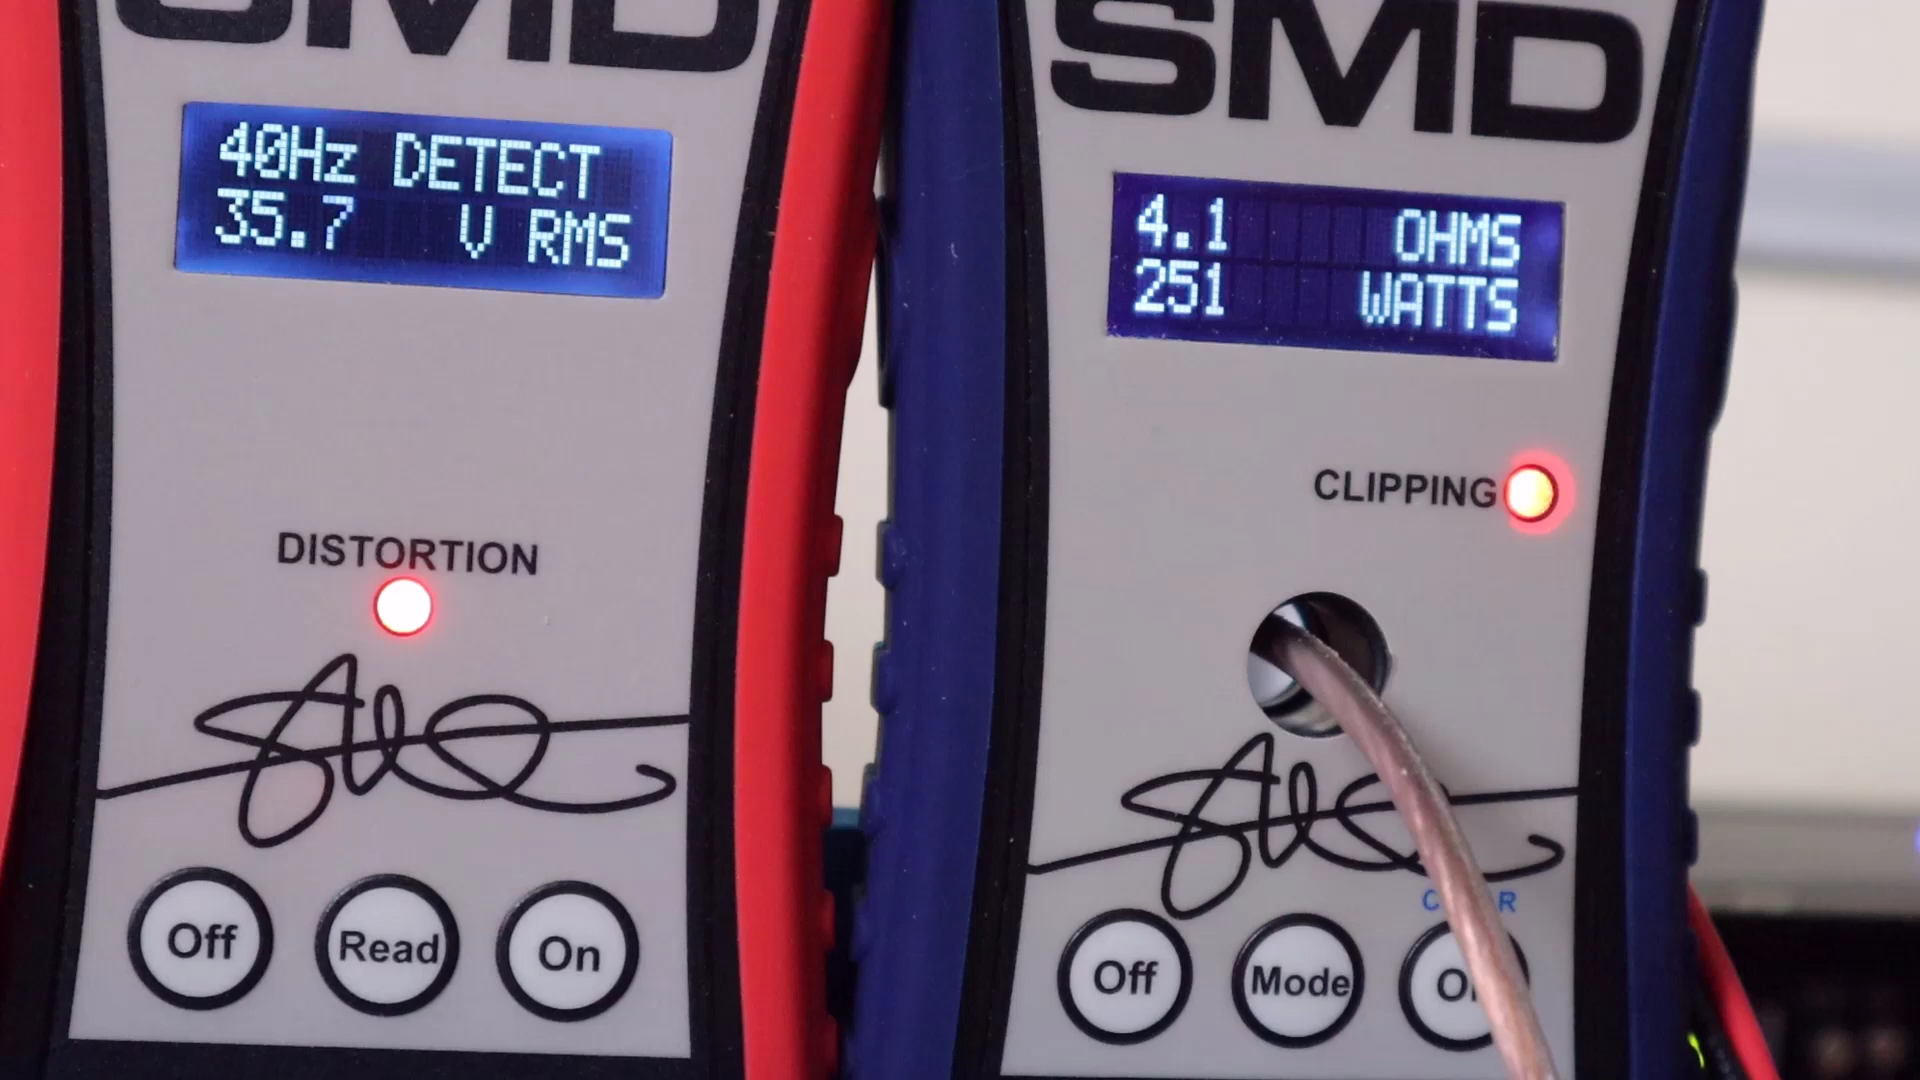 SMD
40Hz DETECT
35.7 V RMS
DISTORTION
Off
Read
On
SMD
4.1 OHMS
251 WATTS
CLIPPING
Off
Mode